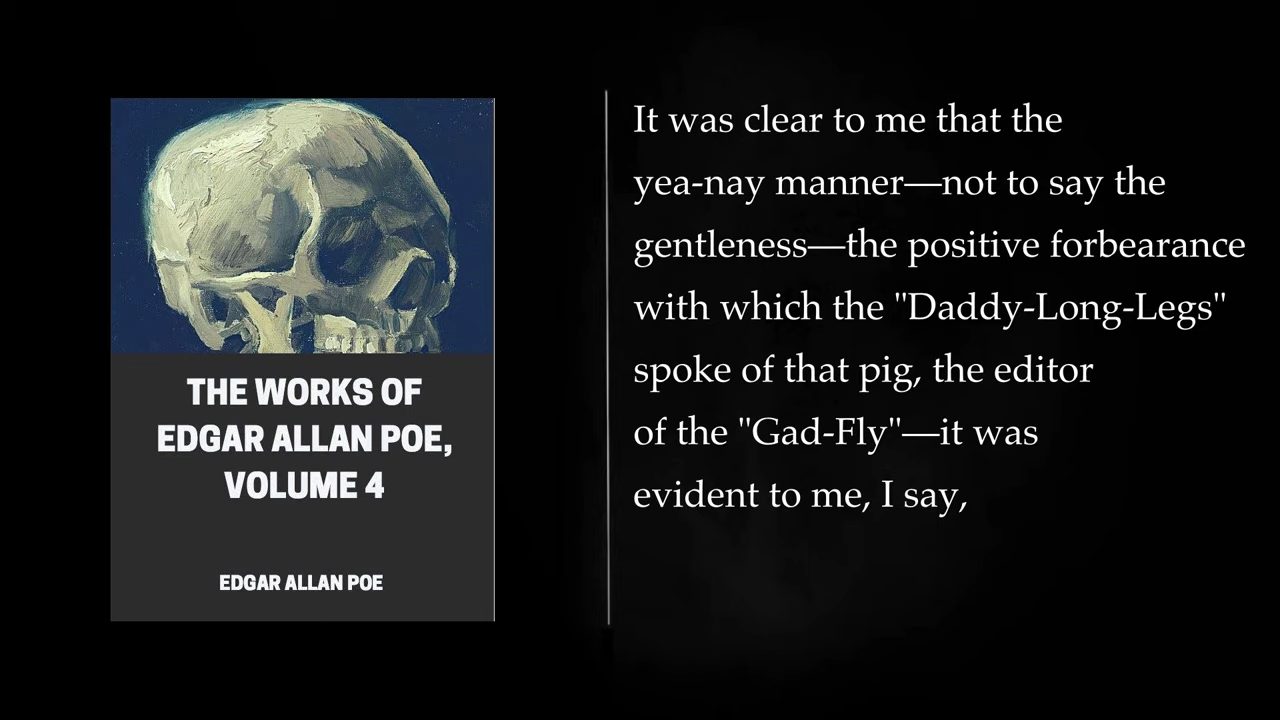 THE WORKS OF
EDGAR ALLAN POE,
VOLUME 4
EDGAR ALLAN POE
It was clear to me that the
yea-nay manner—not to say the
gentleness—the positive forbearance
with which the "Daddy-Long-Legs"
spoke of that pig, the editor
of the "Gad-Fly"—it was
evident to me, I say,